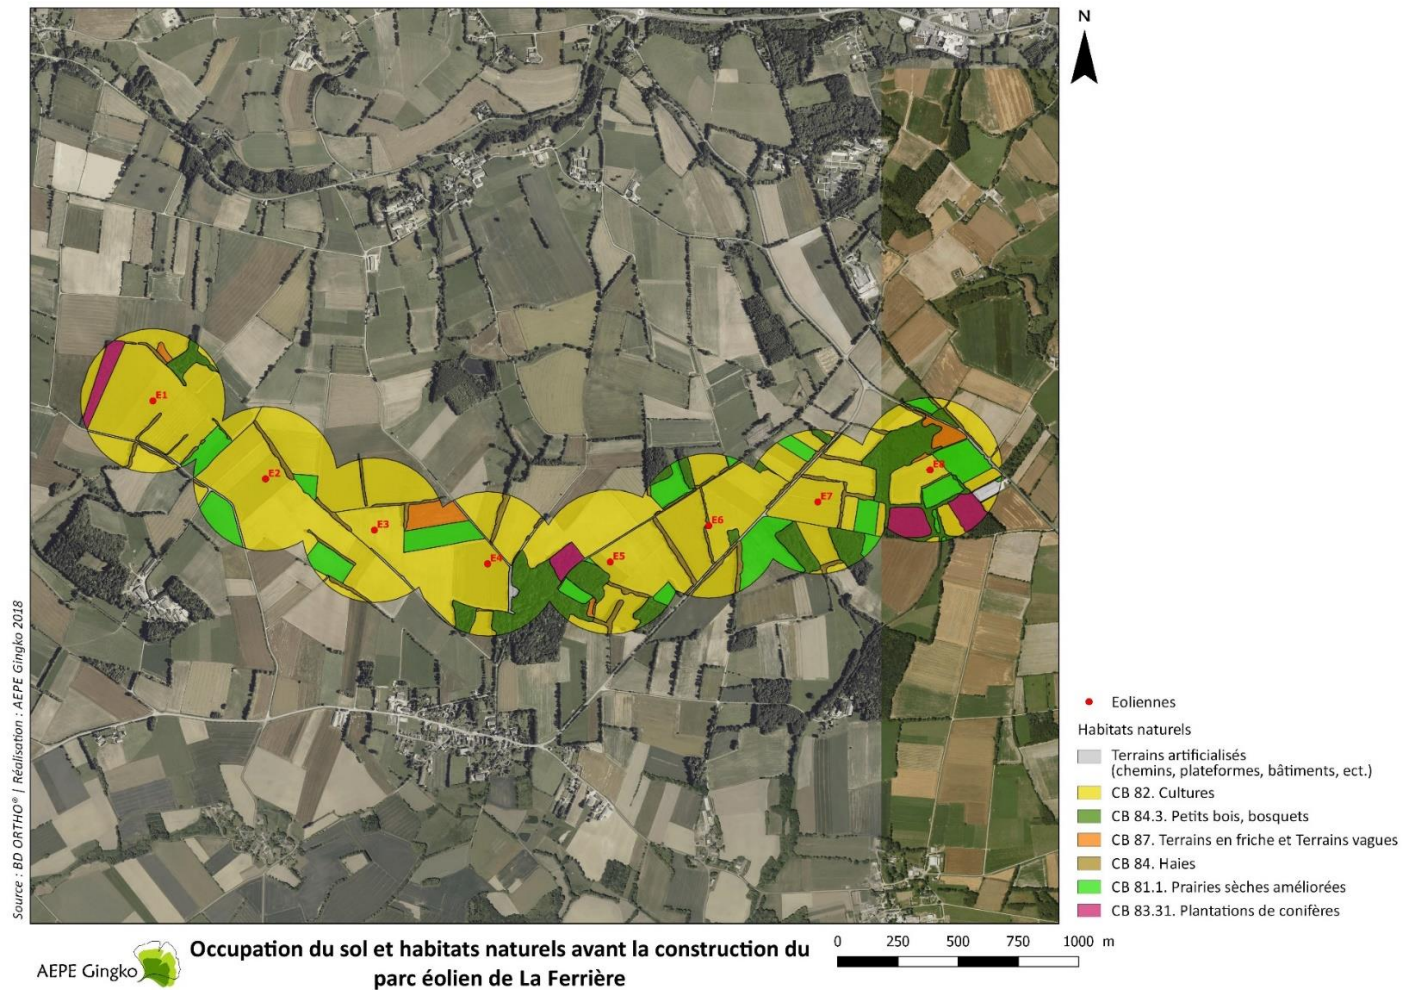 N
E1
E2
E3
E4
E5
E6
E7
E8
Source : BD ORTHO® | Réalisation : AEPE Gingko 2018
Eoliennes
Habitats naturels
Terrains artificialisés
(chemins, plateformes, bâtiments, ect.)
CB 82. Cultures
CB 84.3. Petits bois, bosquets
CB 87. Terrains en friche et Terrains vagues
CB 84. Haies
CB 81.1. Prairies sèches améliorées
CB 83.31. Plantations de conifères
AEPE Gingko
Occupation du sol et habitats naturels avant la construction du
parc éolien de La Ferrière
0 250 500 750 1000 m